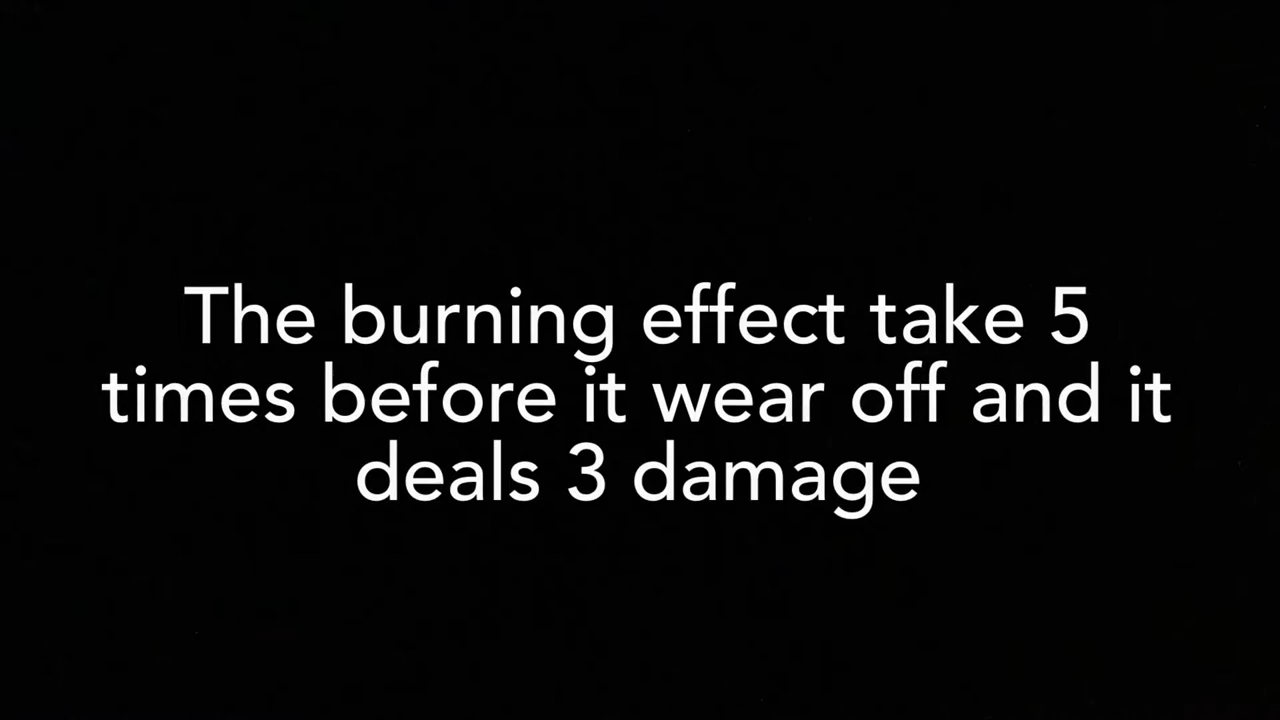 The burning effect take 5
times before it wear off and it
deals 3 damage